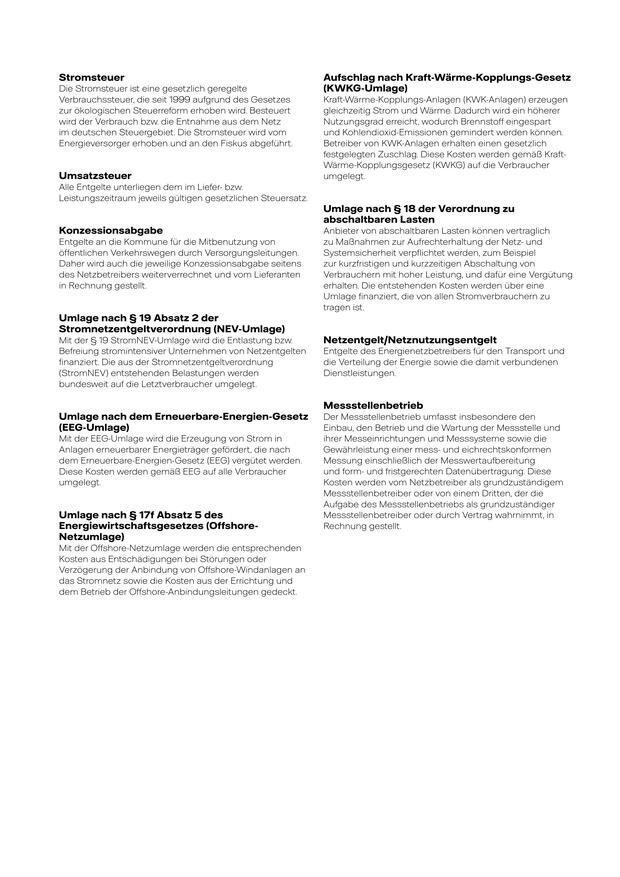 Stromsteuer
Die Stromsteuer ist eine gesetzlich geregelte
Verbrauchssteuer, die seit 1999 aufgrund des Gesetzes
zur ökologischen Steuerreform erhoben wird. Besteuert
wird der Verbrauch bzw. die Entnahme aus dem Netz
im deutschen Steuergebiet. Die Stromsteuer wird vom
Energieversorger erhoben und an den Fiskus abgeführt.
Umsatzsteuer
Alle Entgelte unterliegen dem im Liefer- bzw.
Leistungszeitraum jeweils gültigen gesetzlichen Steuersatz.
Konzessionsabgabe
Entgelte an die Kommune für die Mitbenutzung von
öffentlichen Verkehrswegen durch Versorgungsleitungen.
Daher wird auch die jeweilige Konzessionsabgabe seitens
des Netzbetreibers weiterverrechnet und vom Lieferanten
in Rechnung gestellt.
Umlage nach § 19 Absatz 2 der
Stromnetzentgeltverordnung (NEV-Umlage)
Mit der § 19 StromNEV-Umlage wird die Entlastung bzw.
Befreiung stromintensiver Unternehmen von Netzentgelten
finanziert. Die aus der Stromnetzentgeltverordnung
(StromNEV) entstehenden Belastungen werden
bundesweit auf die Letztverbraucher umgelegt.
Umlage nach dem Erneuerbare-Energien-Gesetz
(EEG-Umlage)
Mit der EEG-Umlage wird die Erzeugung von Strom in
Anlagen erneuerbarer Energieträger gefördert, die nach
dem Erneuerbare-Energien-Gesetz (EEG) vergütet werden.
Diese Kosten werden gemäß EEG auf alle Verbraucher
umgelegt.
Umlage nach § 17f Absatz 5 des
Energiewirtschaftsgesetzes (Offshore-
Netzumlage)
Mit der Offshore-Netzumlage werden die entsprechenden
Kosten aus Entschädigungen bei Störungen oder
Verzögerung der Anbindung von Offshore-Windanlagen an
das Stromnetz sowie die Kosten aus der Errichtung und
dem Betrieb der Offshore-Anbindungsleitungen gedeckt.
Aufschlag nach Kraft-Wärme-Kopplungs-Gesetz
(KWKG-Umlage)
Kraft-Wärme-Kopplungs-Anlagen (KWK-Anlagen) erzeugen
gleichzeitig Strom und Wärme. Dadurch wird ein höherer
Nutzungsgrad erreicht, wodurch Brennstoff eingespart
und Kohlendioxid-Emissionen gemindert werden können.
Betreiber von KWK-Anlagen erhalten einen gesetzlich
festgelegten Zuschlag. Diese Kosten werden gemäß Kraft-
Wärme-Kopplungsgesetz (KWKG) auf die Verbraucher
umgelegt.
Umlage nach § 18 der Verordnung zu
abschaltbaren Lasten
Anbieter von abschaltbaren Lasten können vertraglich
zu Maßnahmen zur Aufrechterhaltung der Netz- und
Systemsicherheit verpflichtet werden, zum Beispiel
zur kurzfristigen und kurzzeitigen Abschaltung von
Verbrauchern mit hoher Leistung, und dafür eine Vergütung
erhalten. Die entstehenden Kosten werden über eine
Umlage finanziert, die von allen Stromverbrauchern zu
tragen ist.
Netzentgelt/Netznutzungsentgelt
Entgelte des Energienetzbetreibers für den Transport und
die Verteilung der Energie sowie die damit verbundenen
Dienstleistungen.
Messstellenbetrieb
Der Messstellenbetrieb umfasst insbesondere den
Einbau, den Betrieb und die Wartung der Messstelle und
ihrer Messeinrichtungen und Messsysteme sowie die
Gewährleistung einer mess- und eichrechtskonformen
Messung einschließlich der Messwertaufbereitung
und form- und fristgerechten Datenübertragung. Diese
Kosten werden vom Netzbetreiber als grundzuständigem
Messstellenbetreiber oder von einem Dritten, der die
Aufgabe des Messstellenbetriebs als grundzuständiger
Messstellenbetreiber oder durch Vertrag wahrnimmt, in
Rechnung gestellt.